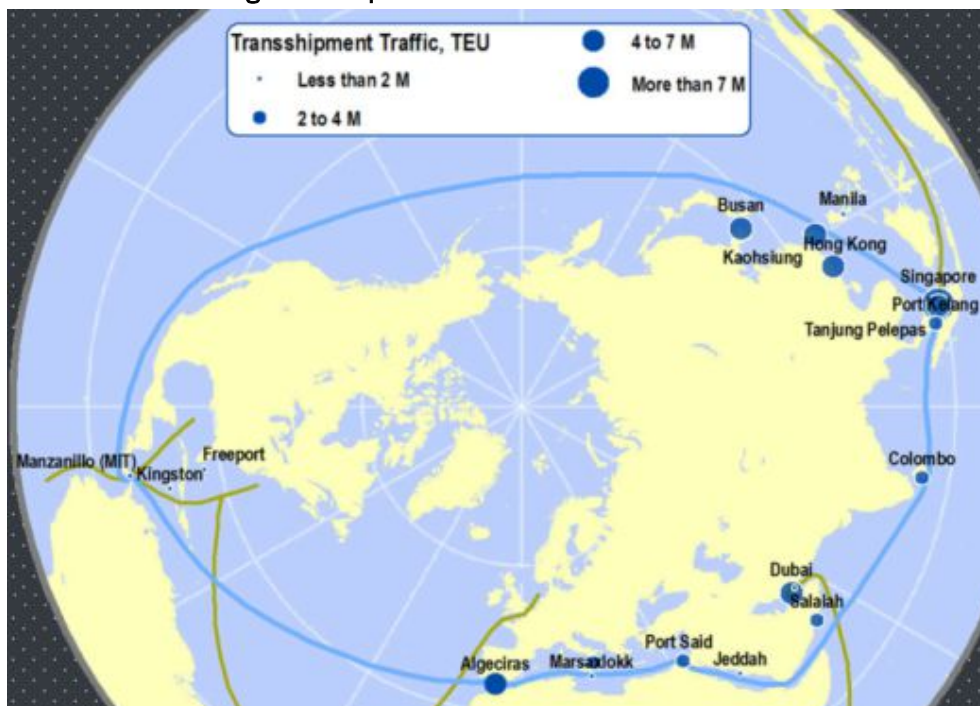 Transshipment Traffic, TEU
Less than 2 M
2 to 4 M
4 to 7 M
More than 7 M
Busan
Manila
Kaohsiung
Hong Kong
Singapore
Port Kelang
Tanjung Pelepas
Colombo
Manzanillo (MIT)
Kingston
Freeport
Dubai
Salalah
Algeciras
Marsaxlokk
Port Said
Jeddah